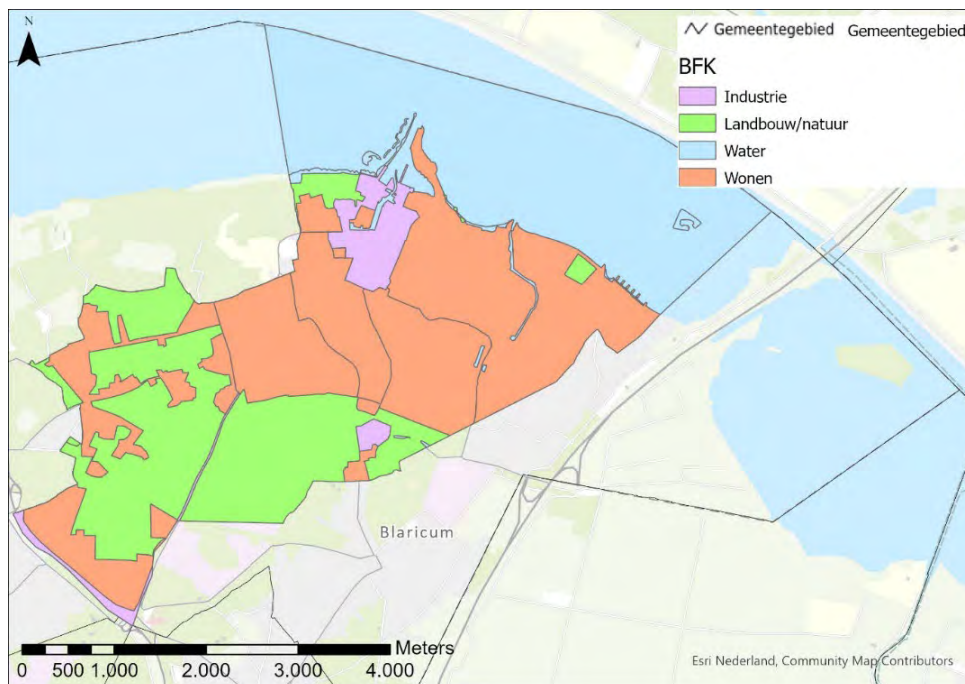 N
Gemeentegebied Gemeentegebied
BFK
Industrie
Landbouw/natuur
Water
Wonen
Blaricum
Meters
0 500 1.000 2.000 3.000 4.000
Esri Nederland, Community Map Contributors